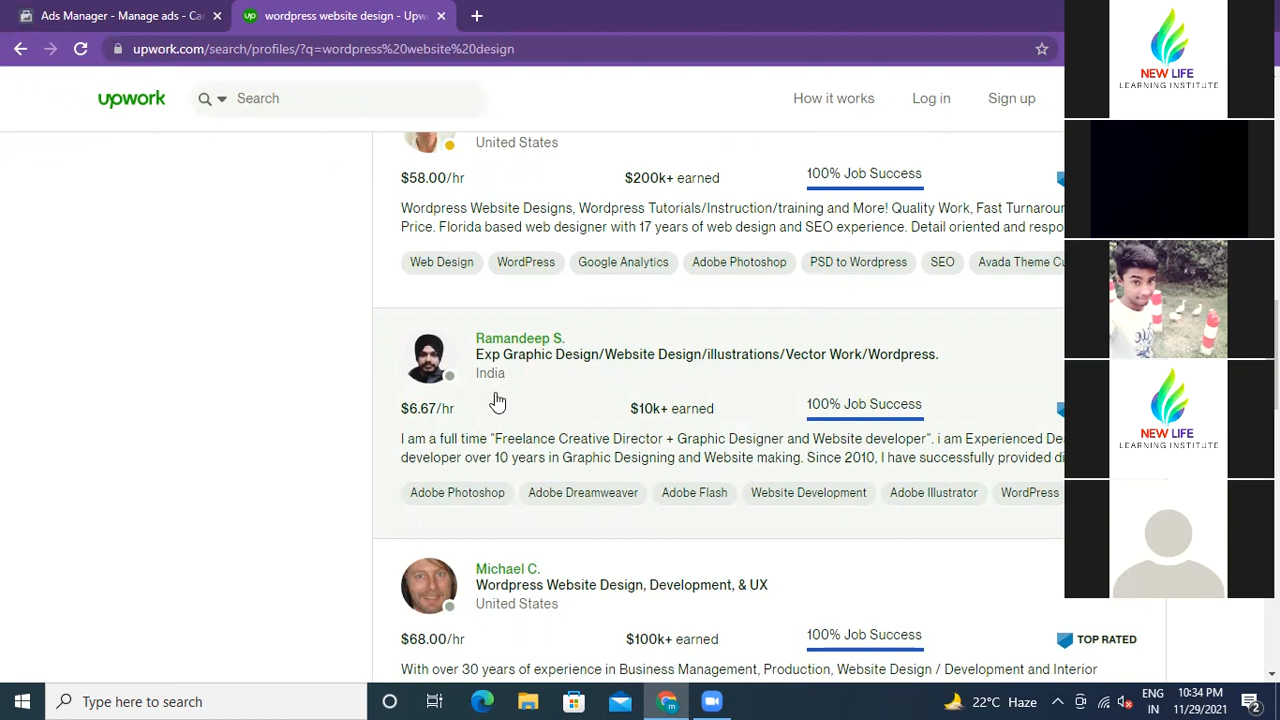 Ads Manager - Manage ads - Ca
wordpress website design - Upw
upwork.com/search/profiles/?q=wordpress%20website%20design
upwork
Search
How it works
Log in
Sign up
United States
$58.00/hr
$200k+ earned
100% Job Success
Wordpress Website Designs, Wordpress Tutorials/Instruction/training and More! Quality Work, Fast Turnaroun
Price. Florida based web designer with 17 years of web design and SEO experience. Detail oriented and respo
Web Design
WordPress
Google Analytics
Adobe Photoshop
PSD to Wordpress
SEO
Avada Theme Cu
Ramandeep S.
Exp Graphic Design/Website Design/illustrations/Vector Work/Wordpress.
India
$6.67/hr
$10k+ earned
100% Job Success
I am a full time "Freelance Creative Director + Graphic Designer and Website developer". i am Experienced De
developer over 10 years in Graphic Designing and Website making. Since 2010, I have successfully provided di
Adobe Photoshop
Adobe Dreamweaver
Adobe Flash
Website Development
Adobe Illustrator
WordPress
Michael C.
Wordpress Website Design, Development, & UX
United States
$68.00/hr
$100k+ earned
100% Job Success
TOP RATED
With over 30 years of experience in Business Management, Production, Website Design / Development and Interior
NEW LIFE
LEARNING INSTITUTE
NEW LIFE
LEARNING INSTITUTE
Type here to search
22°C Haze
ENG
IN
10:34 PM
11/29/2021
2